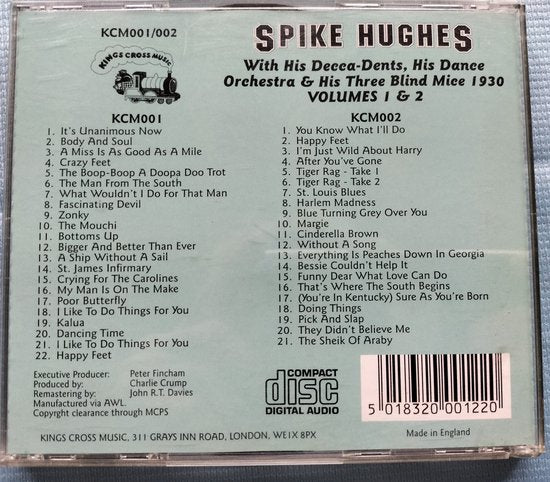 KCM001/002
KINGS CROSS MUSIC
SPIKE HUGHES
With His Decca-Dents, His Dance
Orchestra & His Three Blind Mice 1930
VOLUMES 1 & 2
KCM001
1. It's Unanimous Now
2. Body And Soul
3. A Miss Is As Good As A Mile
4. Crazy Feet
5. The Boop-Boop A Doopa Doo Trot
6. The Man From The South
7. What Wouldn't I Do For That Man
8. Fascinating Devil
9. Zonky
10. The Mouchi
11. Bottoms Up
12. Bigger And Better Than Ever
13. A Ship Without A Sail
14. St. James Infirmary
15. Crying For The Carolines
16. My Man Is On The Make
17. Poor Butterfly
18. I Like To Do Things For You
19. Kalua
20. Dancing Time
21. I Like To Do Things For You
22. Happy Feet
KCM002
1. You Know What I'll Do
2. Happy Feet
3. I'm Just Wild About Harry
4. After You've Gone
5. Tiger Rag - Take 1
6. Tiger Rag - Take 2
7. St. Louis Blues
8. Harlem Madness
9. Blue Turning Grey Over You
10. Margie
11. Cinderella Brown
12. Without A Song
13. Everything Is Peaches Down In Georgia
14. Bessie Couldn't Help It
15. Funny Dear What Love Can Do
16. That's Where The South Begins
17. (You're In Kentucky) Sure As You're Born
18. Doing Things
19. Pick And Slap
20. They Didn't Believe Me
21. The Sheik Of Araby
Executive Producer: Peter Fincham
Produced by: Charlie Crump
Remastering by: John R.T. Davies
Manufactured via AWL.
Copyrght clearance through MCPS
COMPACT
disc
DIGITAL AUDIO
5 018320 001220
KINGS CROSS MUSIC, 311 GRAYS INN ROAD, LONDON, WE1X 8PX
Made in England